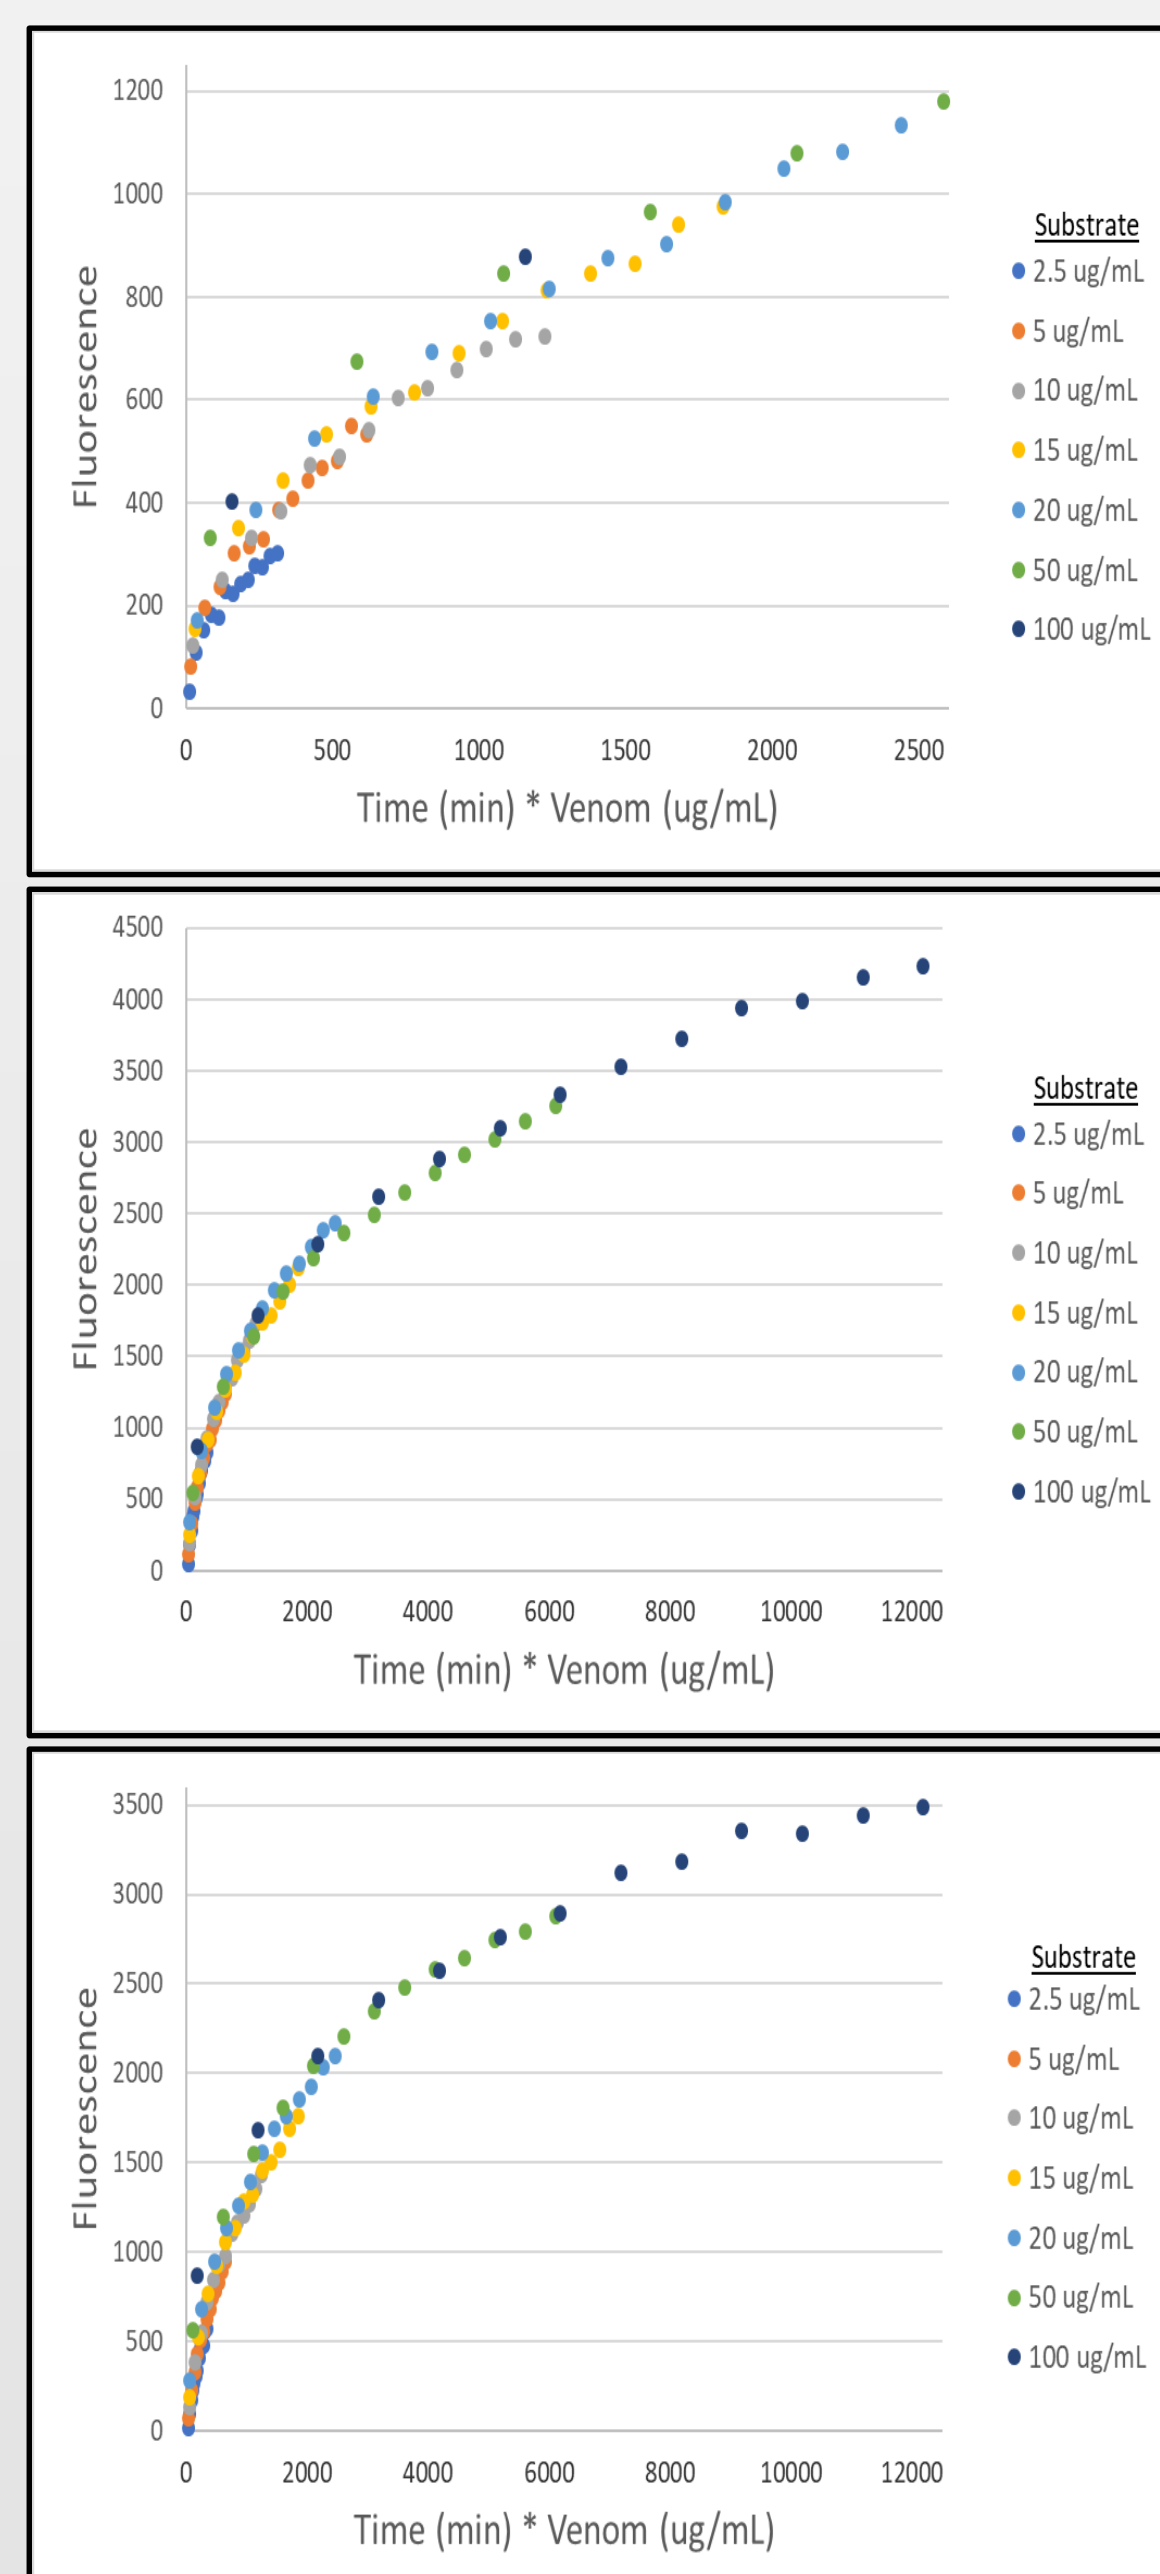 1200
1000
800
600
400
200
0
Fluorescence
0 500 1000 1500 2000 2500
Time (min) * Venom (ug/mL)
Substrate
2.5 ug/mL
5 ug/mL
10 ug/mL
15 ug/mL
20 ug/mL
50 ug/mL
100 ug/mL
4500
4000
3500
3000
2500
2000
1500
1000
500
0
Fluorescence
0 2000 4000 6000 8000 10000 12000
Time (min) * Venom (ug/mL)
Substrate
2.5 ug/mL
5 ug/mL
10 ug/mL
15 ug/mL
20 ug/mL
50 ug/mL
100 ug/mL
3500
3000
2500
2000
1500
1000
500
0
Fluorescence
0 2000 4000 6000 8000 10000 12000
Time (min) * Venom (ug/mL)
Substrate
2.5 ug/mL
5 ug/mL
10 ug/mL
15 ug/mL
20 ug/mL
50 ug/mL
100 ug/mL